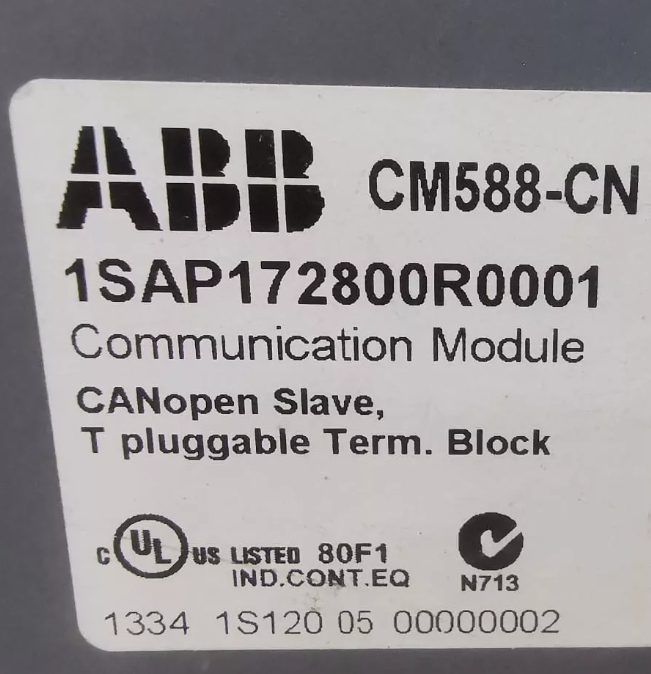 ABB CM588-CN
1SAP172800R0001
Communication Module
CANopen Slave,
T pluggable Term. Block
C UL US LISTED 80F1
IND.CONT.EQ
N713
1334 1S120 05 00000002